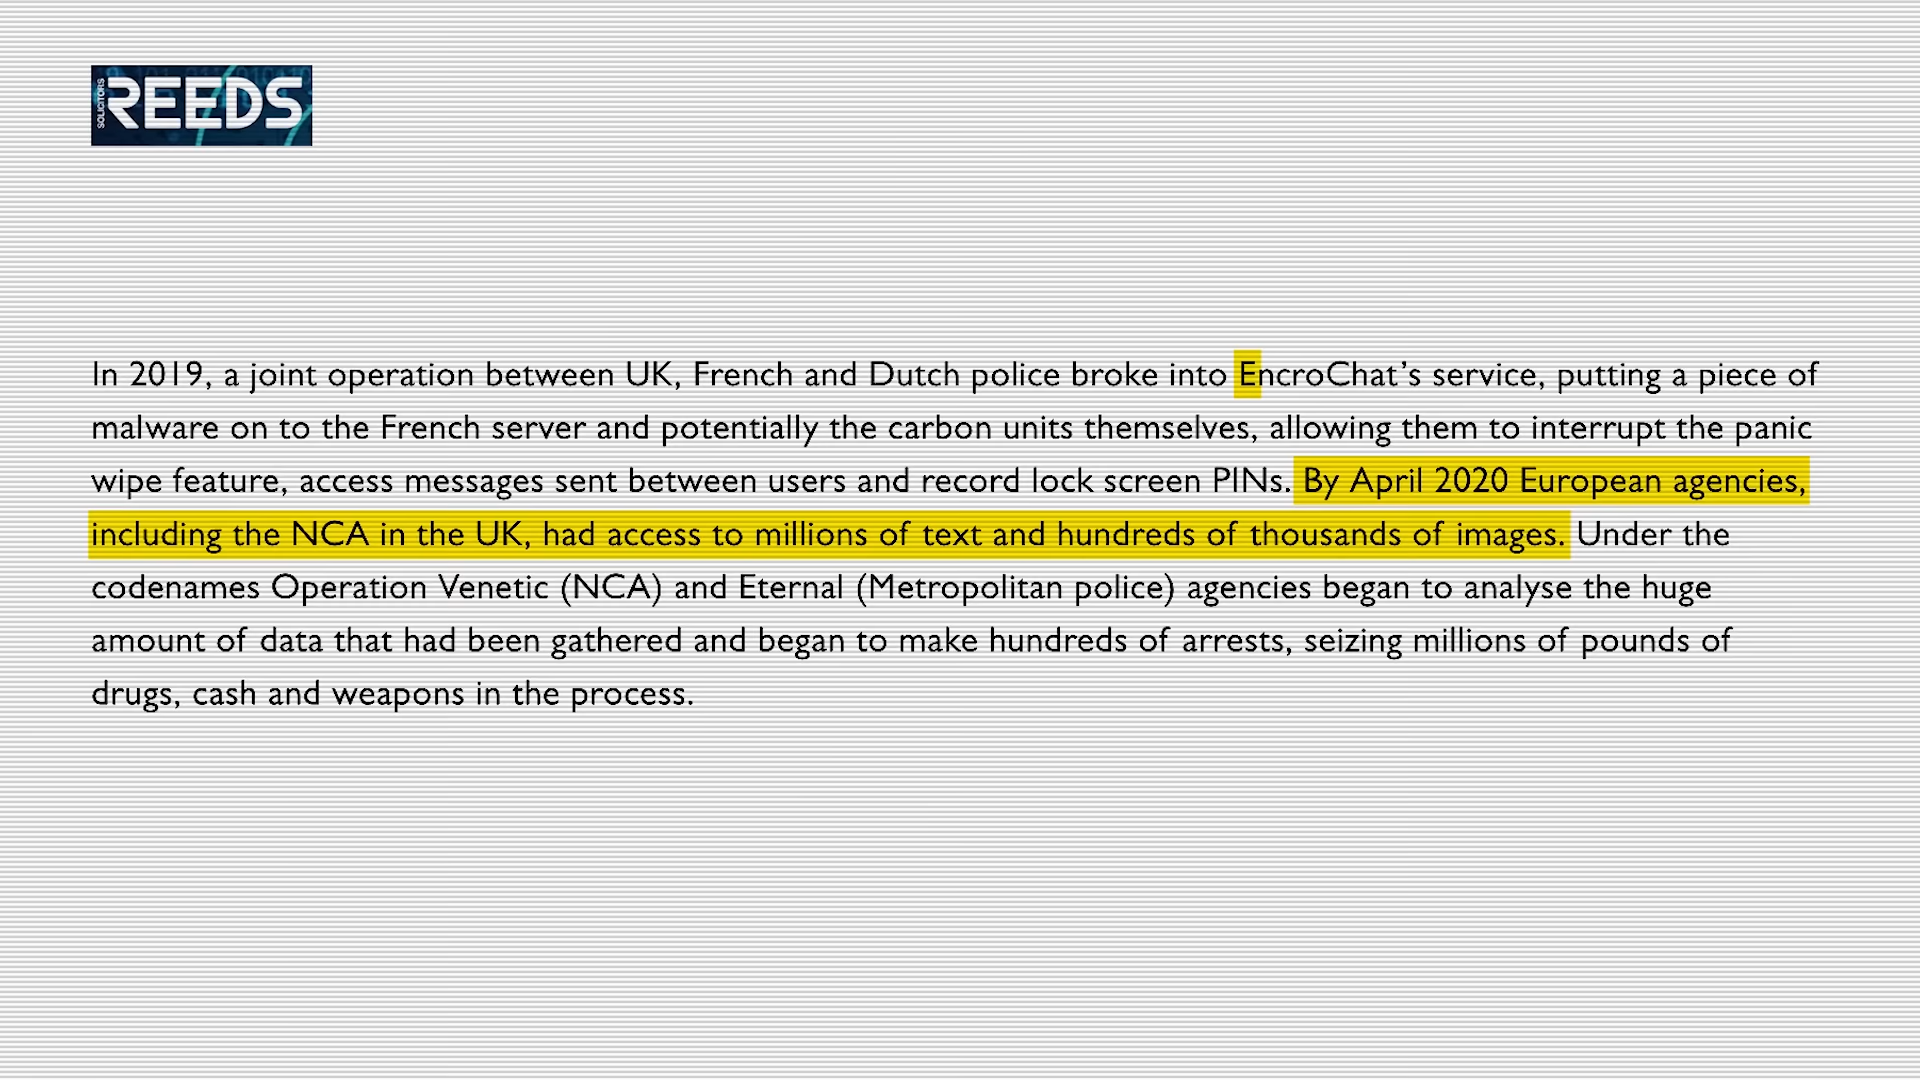 SOLICITORS
REEDS
In 2019, a joint operation between UK, French and Dutch police broke into EncroChat’s service, putting a piece of
malware on to the French server and potentially the carbon units themselves, allowing them to interrupt the panic
wipe feature, access messages sent between users and record lock screen PINs. By April 2020 European agencies,
including the NCA in the UK, had access to millions of text and hundreds of thousands of images. Under the
codenames Operation Venetic (NCA) and Eternal (Metropolitan police) agencies began to analyse the huge
amount of data that had been gathered and began to make hundreds of arrests, seizing millions of pounds of
drugs, cash and weapons in the process.